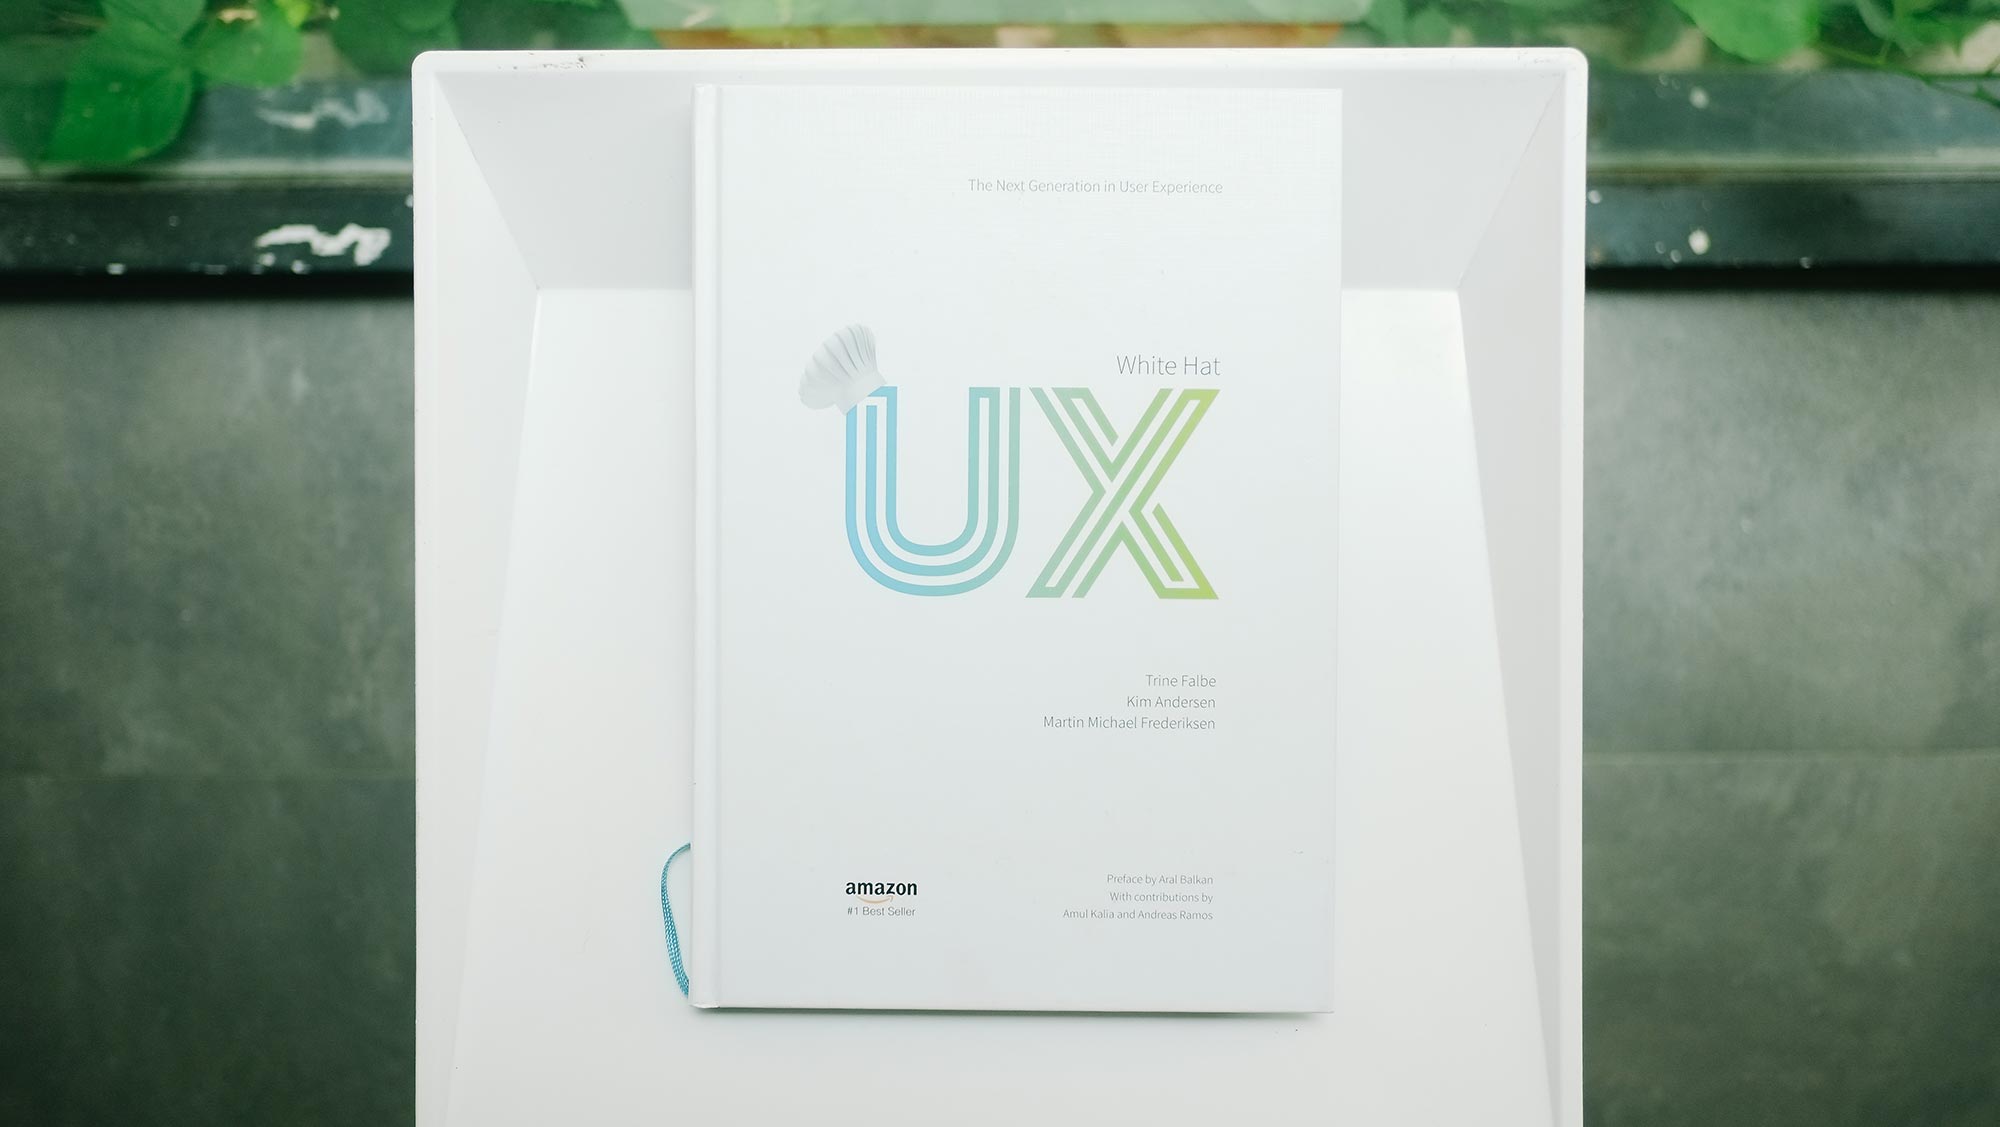 The Next Generation in User Experience
White Hat
UX
Trine Falbe
Kim Andersen
Martin Michael Frederiksen
amazon
#1 Best Seller
Preface by Aral Balkan
With contributions by
Amul Kalia and Andreas Ramos